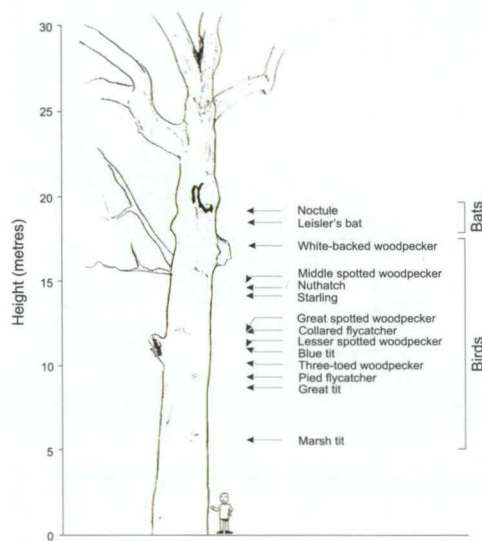 30
25
20
15
10
5
0
Height (metres)
Noctule
Leisler's bat
White-backed woodpecker
Middle spotted woodpecker
Nuthatch
Starling
Great spotted woodpecker
Collared flycatcher
Lesser spotted woodpecker
Blue tit
Three-toed woodpecker
Pied flycatcher
Great tit
Marsh tit
Bats
Birds